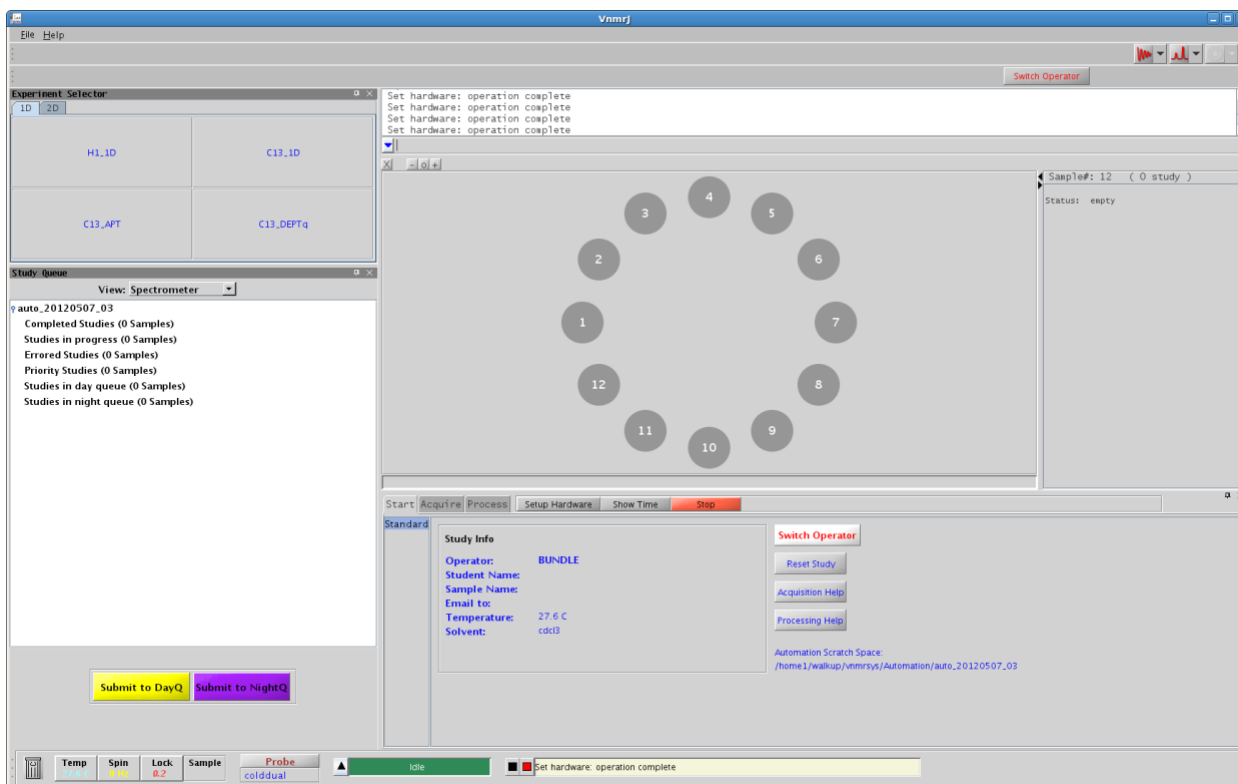 VnmrJ
File Help
Switch Operator
Experiment Selector
1D 2D
H1_1D C13_1D
C13_APT C13_DEPTq
Study Queue
View: Spectrometer
auto_20120507_03
Completed Studies (0 Samples)
Studies in progress (0 Samples)
Errored Studies (0 Samples)
Priority Studies (0 Samples)
Studies in day queue (0 Samples)
Studies in night queue (0 Samples)
Submit to DayQ Submit to NightQ
Set hardware: operation complete
Set hardware: operation complete
Set hardware: operation complete
Set hardware: operation complete
X - o +
4
3 5
2 6
1 7
12 8
11 9
10
Sample#: 12 ( 0 study )
Status: empty
Start Acquire Process Setup Hardware Show Time Stop
Standard
Study Info
Operator: BUNDLE
Student Name:
Sample Name:
Email to:
Temperature: 27.6 C
Solvent: cdcl3
Switch Operator
Reset Study
Acquisition Help
Processing Help
Automation Scratch Space:
/home1/walkup/vnmrsys/Automation/auto_20120507_03
Temp Spin Lock Sample Probe
27.6 C 0 Hz 0.2 colddual
Idle Set hardware: operation complete